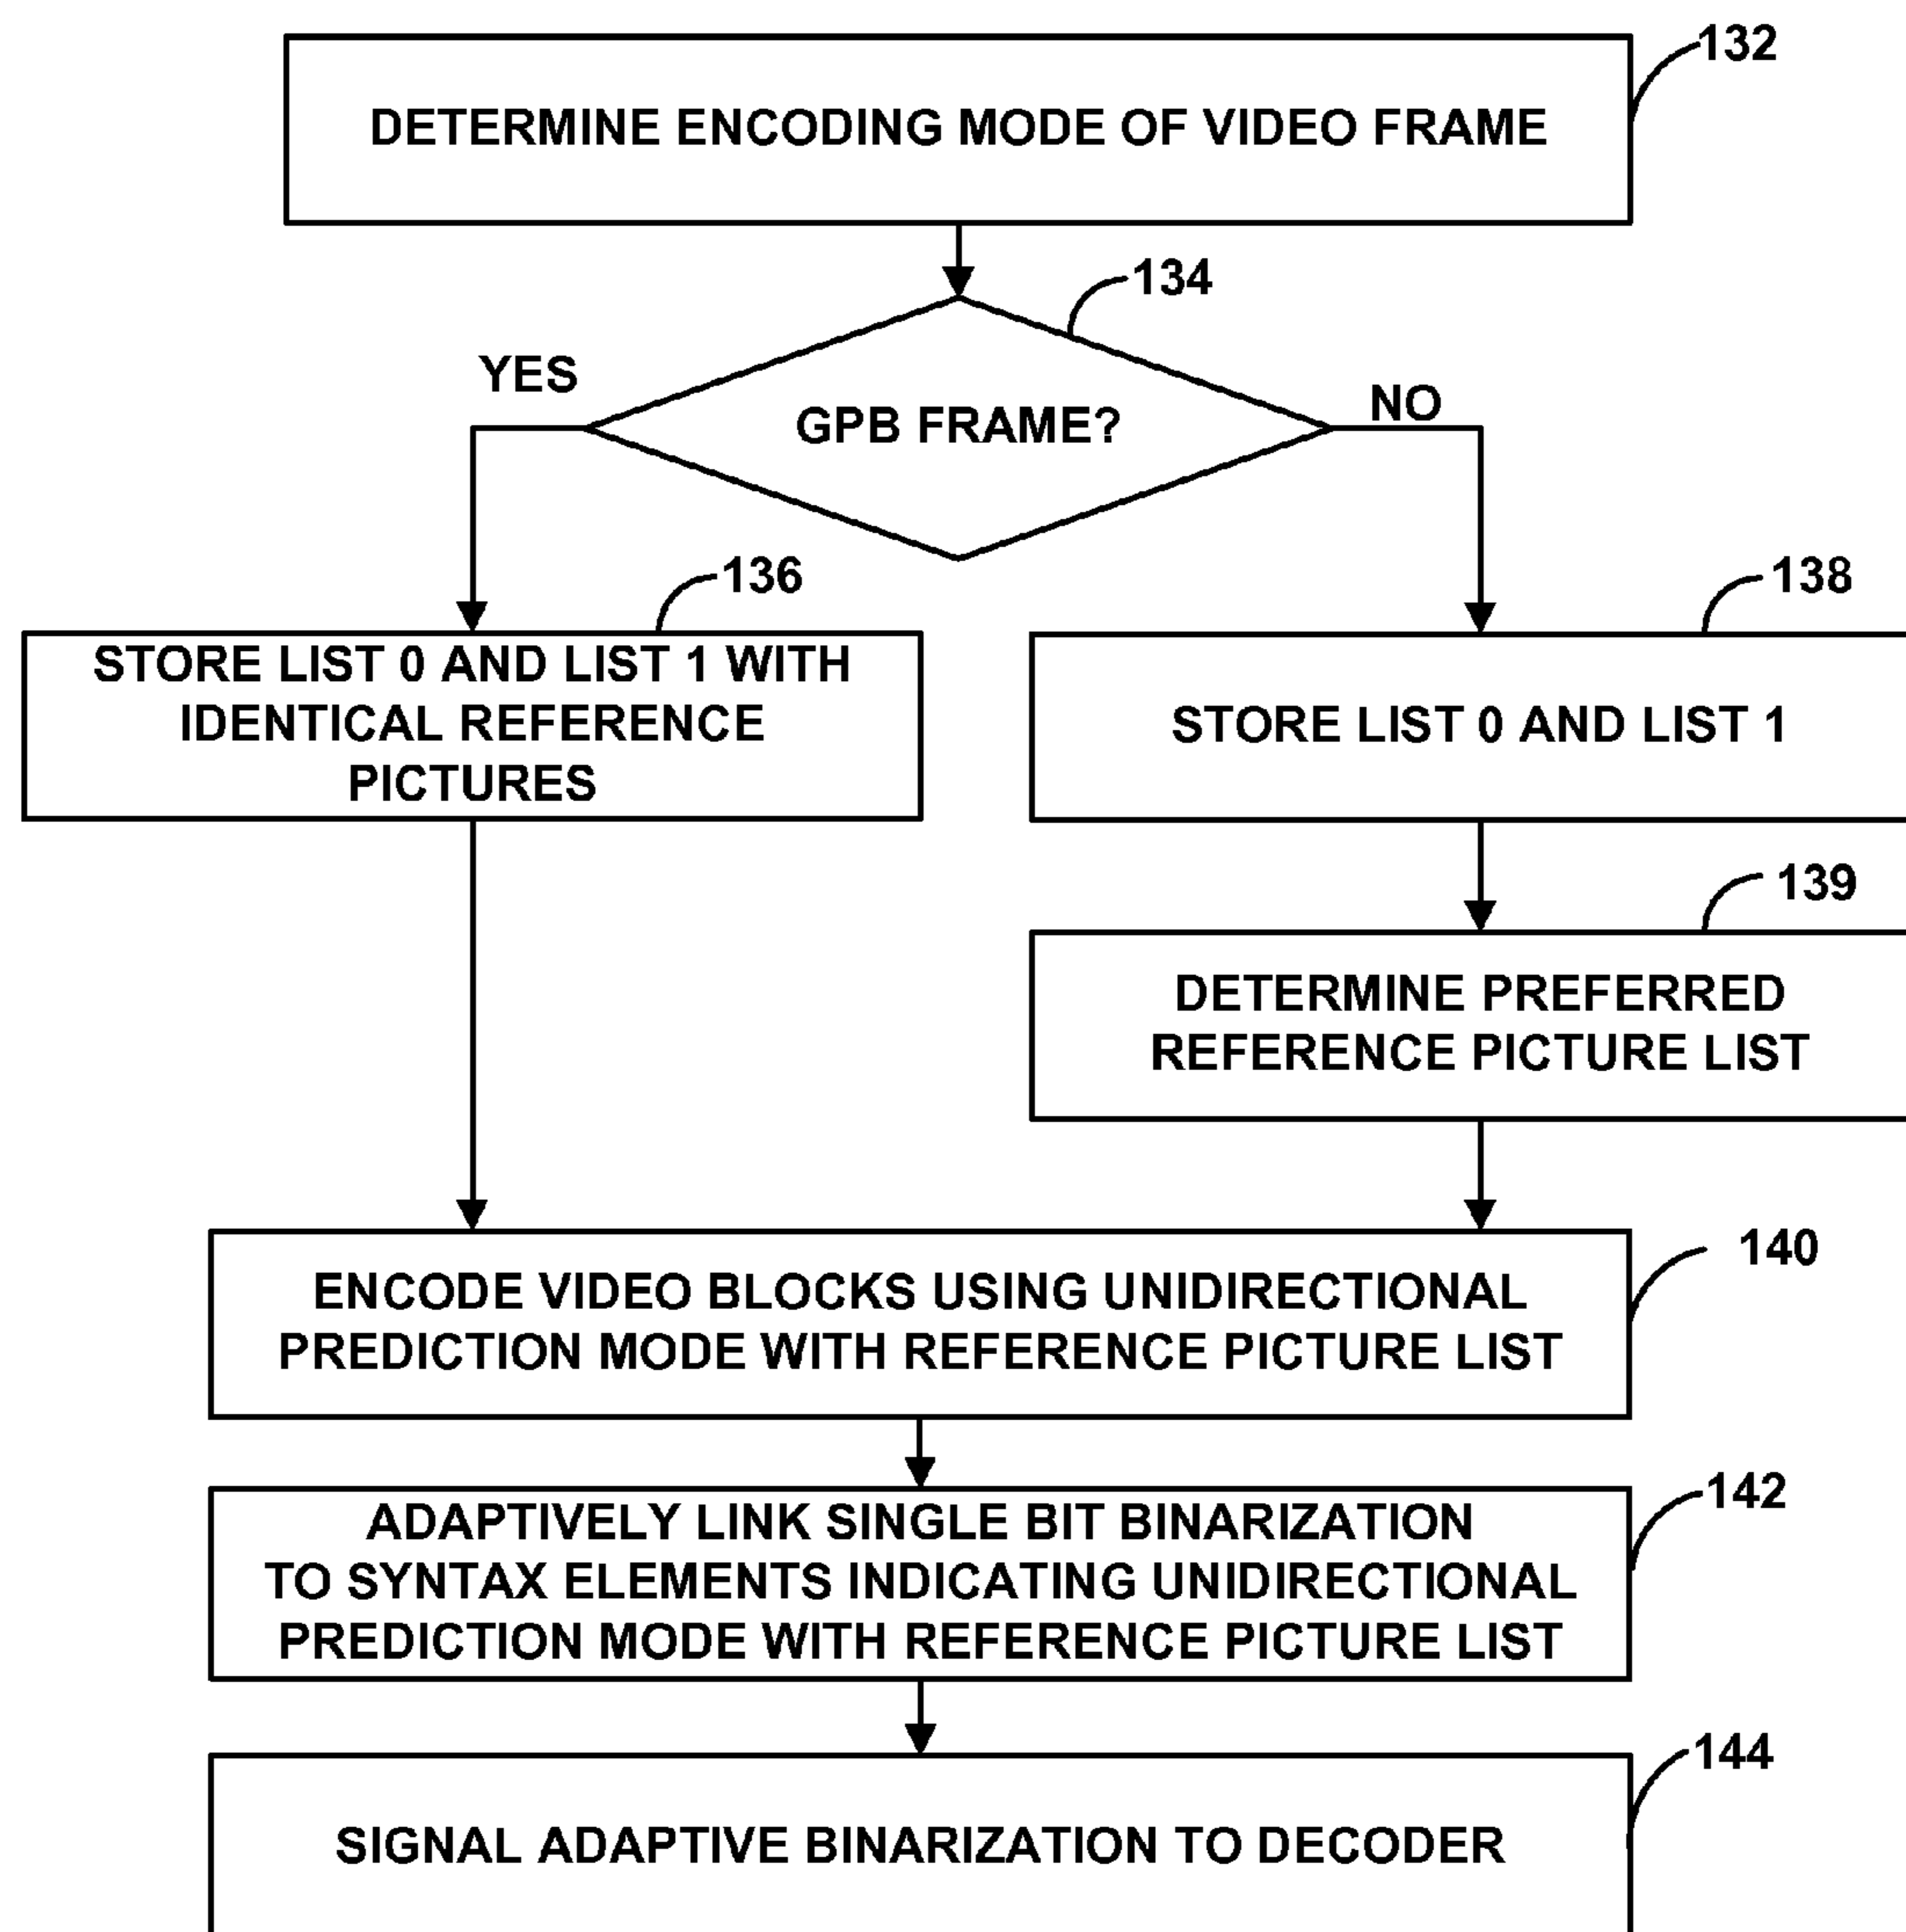 132
DETERMINE ENCODING MODE OF VIDEO FRAME
134
YES
GPB FRAME?
NO
136
STORE LIST 0 AND LIST 1 WITH
IDENTICAL REFERENCE
PICTURES
138
STORE LIST 0 AND LIST 1
139
DETERMINE PREFERRED
REFERENCE PICTURE LIST
140
ENCODE VIDEO BLOCKS USING UNIDIRECTIONAL
PREDICTION MODE WITH REFERENCE PICTURE LIST
142
ADAPTIVELY LINK SINGLE BIT BINARIZATION
TO SYNTAX ELEMENTS INDICATING UNIDIRECTIONAL
PREDICTION MODE WITH REFERENCE PICTURE LIST
144
SIGNAL ADAPTIVE BINARIZATION TO DECODER